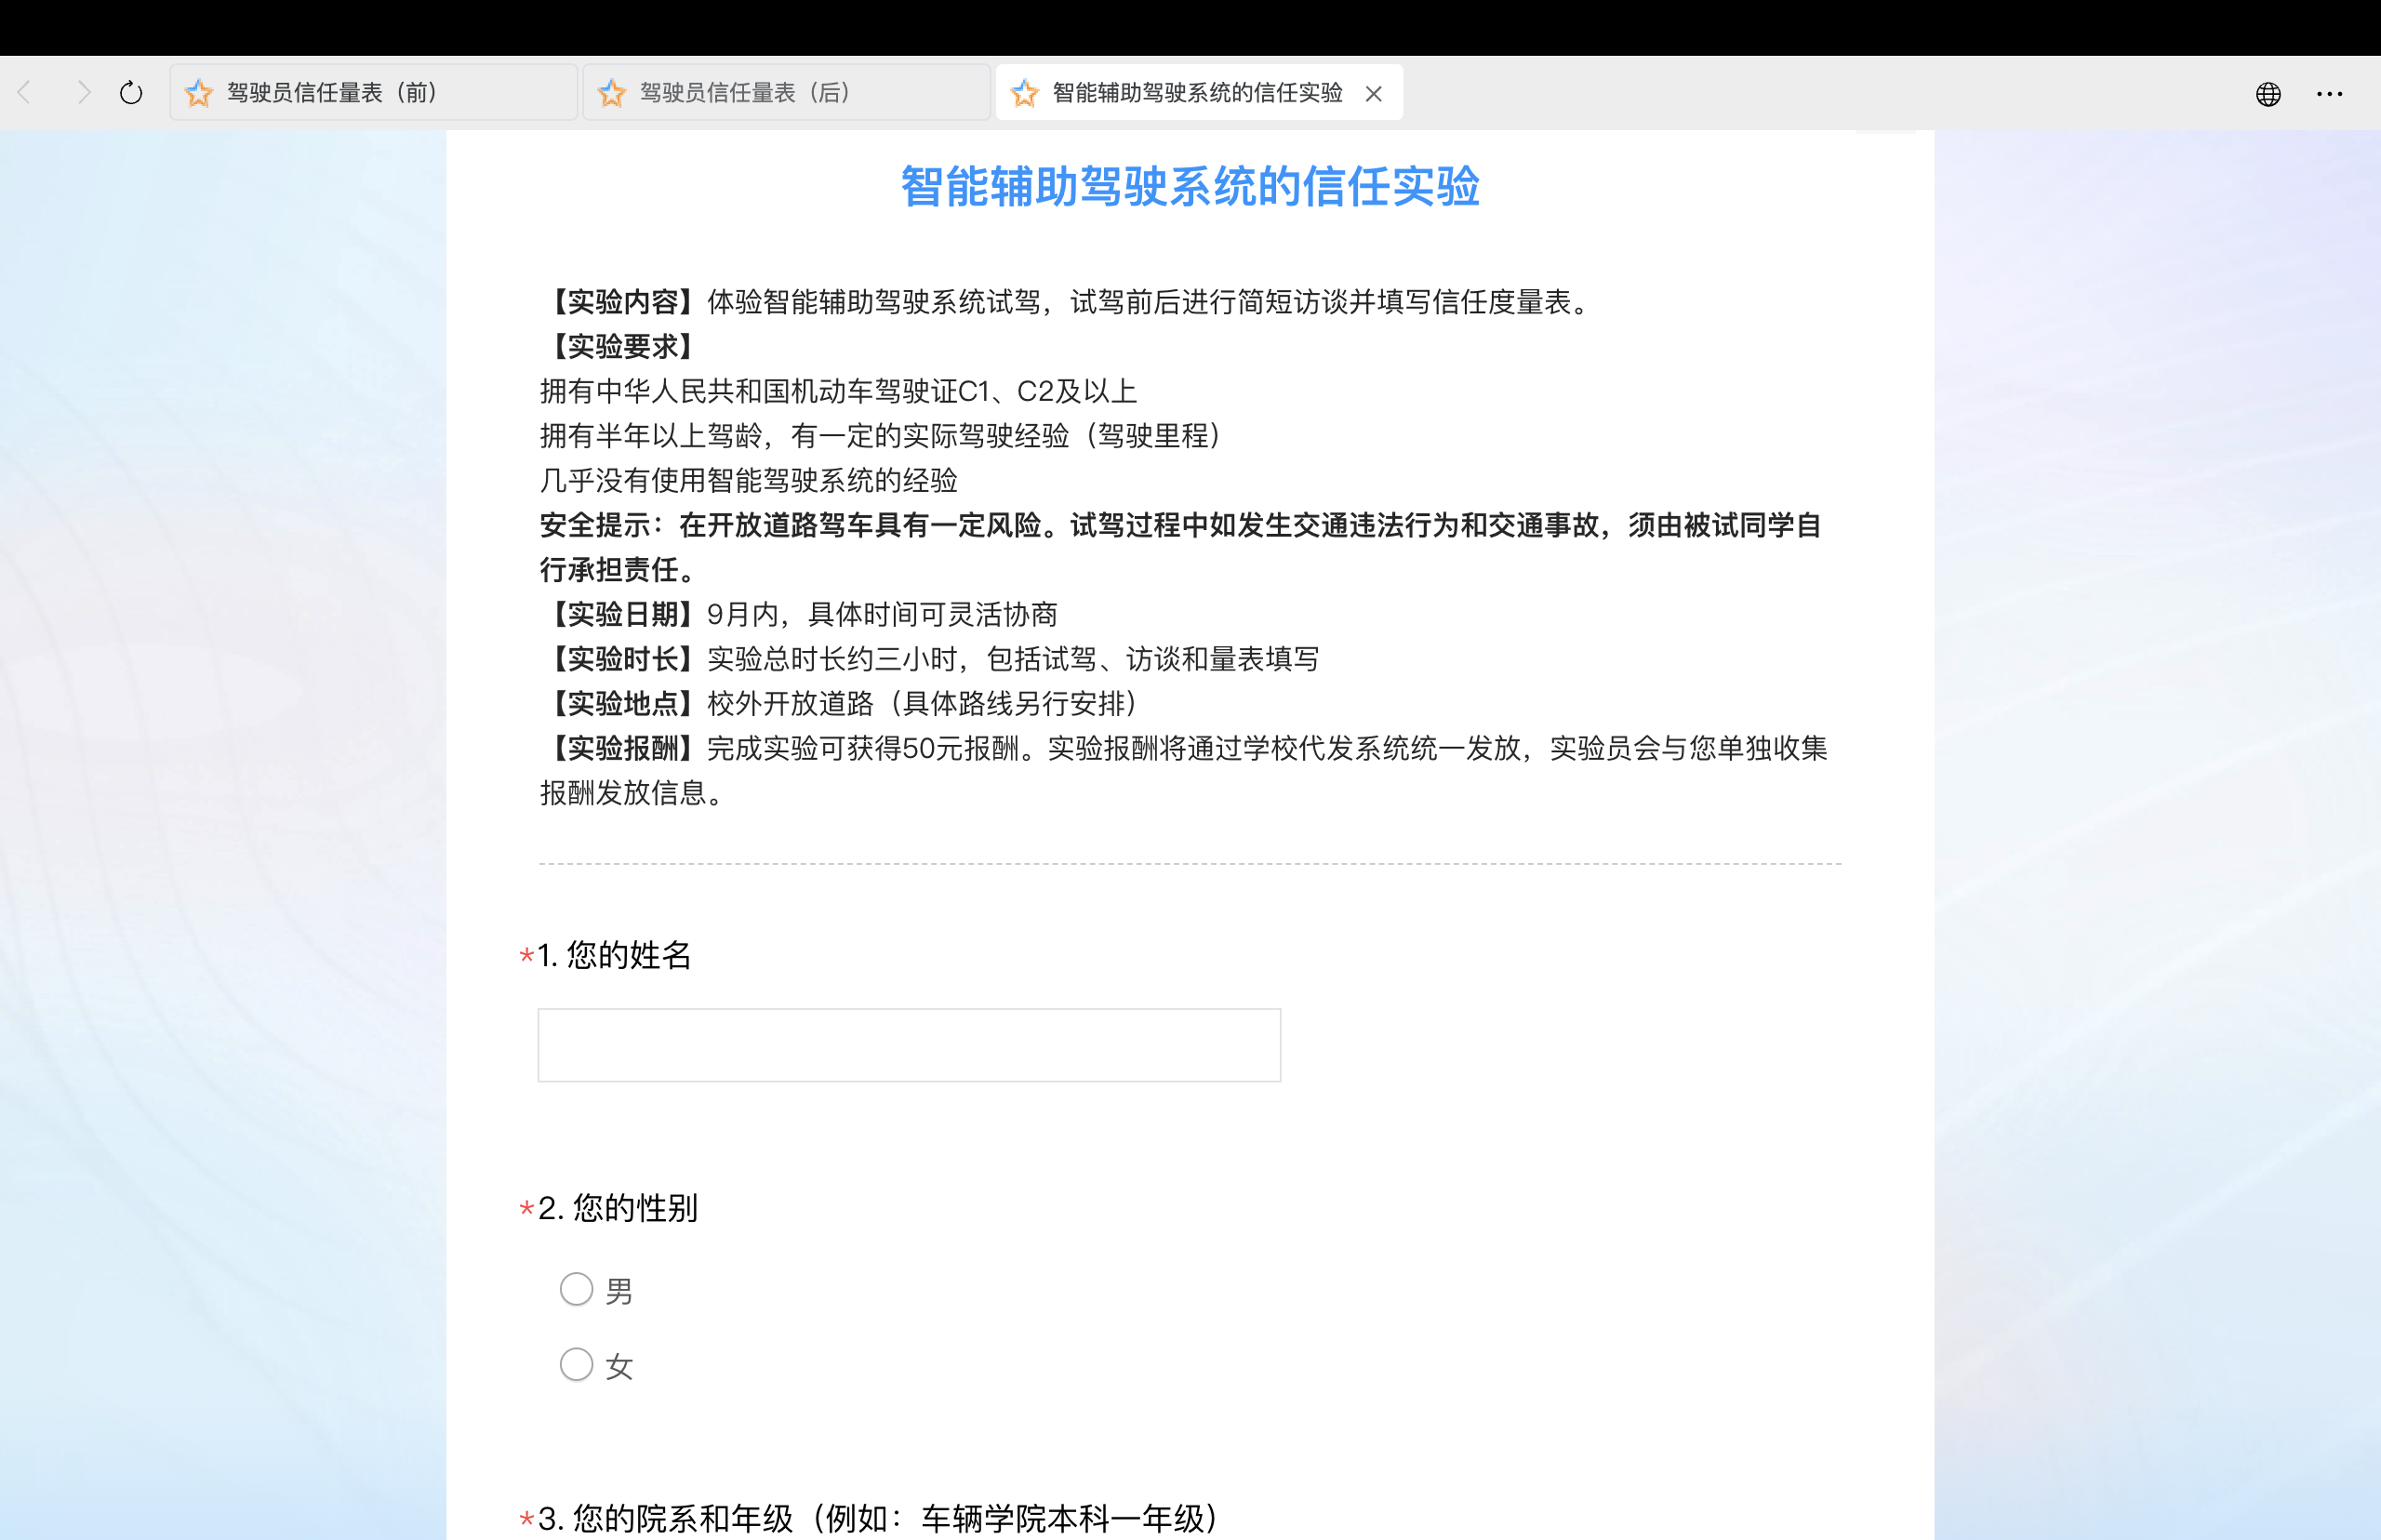 驾驶员信任量表（前）
驾驶员信任量表（后）
智能辅助驾驶系统的信任实验
智能辅助驾驶系统的信任实验
【实验内容】体验智能辅助驾驶系统试驾，试驾前后进行简短访谈并填写信任度量表。
【实验要求】
拥有中华人民共和国机动车驾驶证C1、C2及以上
拥有半年以上驾龄，有一定的实际驾驶经验（驾驶里程）
几乎没有使用智能驾驶系统的经验
安全提示：在开放道路驾车具有一定风险。试驾过程中如发生交通违法行为和交通事故，须由被试同学自
行承担责任。
【实验日期】9月内，具体时间可灵活协商
【实验时长】实验总时长约三小时，包括试驾、访谈和量表填写
【实验地点】校外开放道路（具体路线另行安排）
【实验报酬】完成实验可获得50元报酬。实验报酬将通过学校代发系统统一发放，实验员会与您单独收集
报酬发放信息。
*1. 您的姓名
*2. 您的性别
男
女
*3. 您的院系和年级（例如：车辆学院本科一年级）